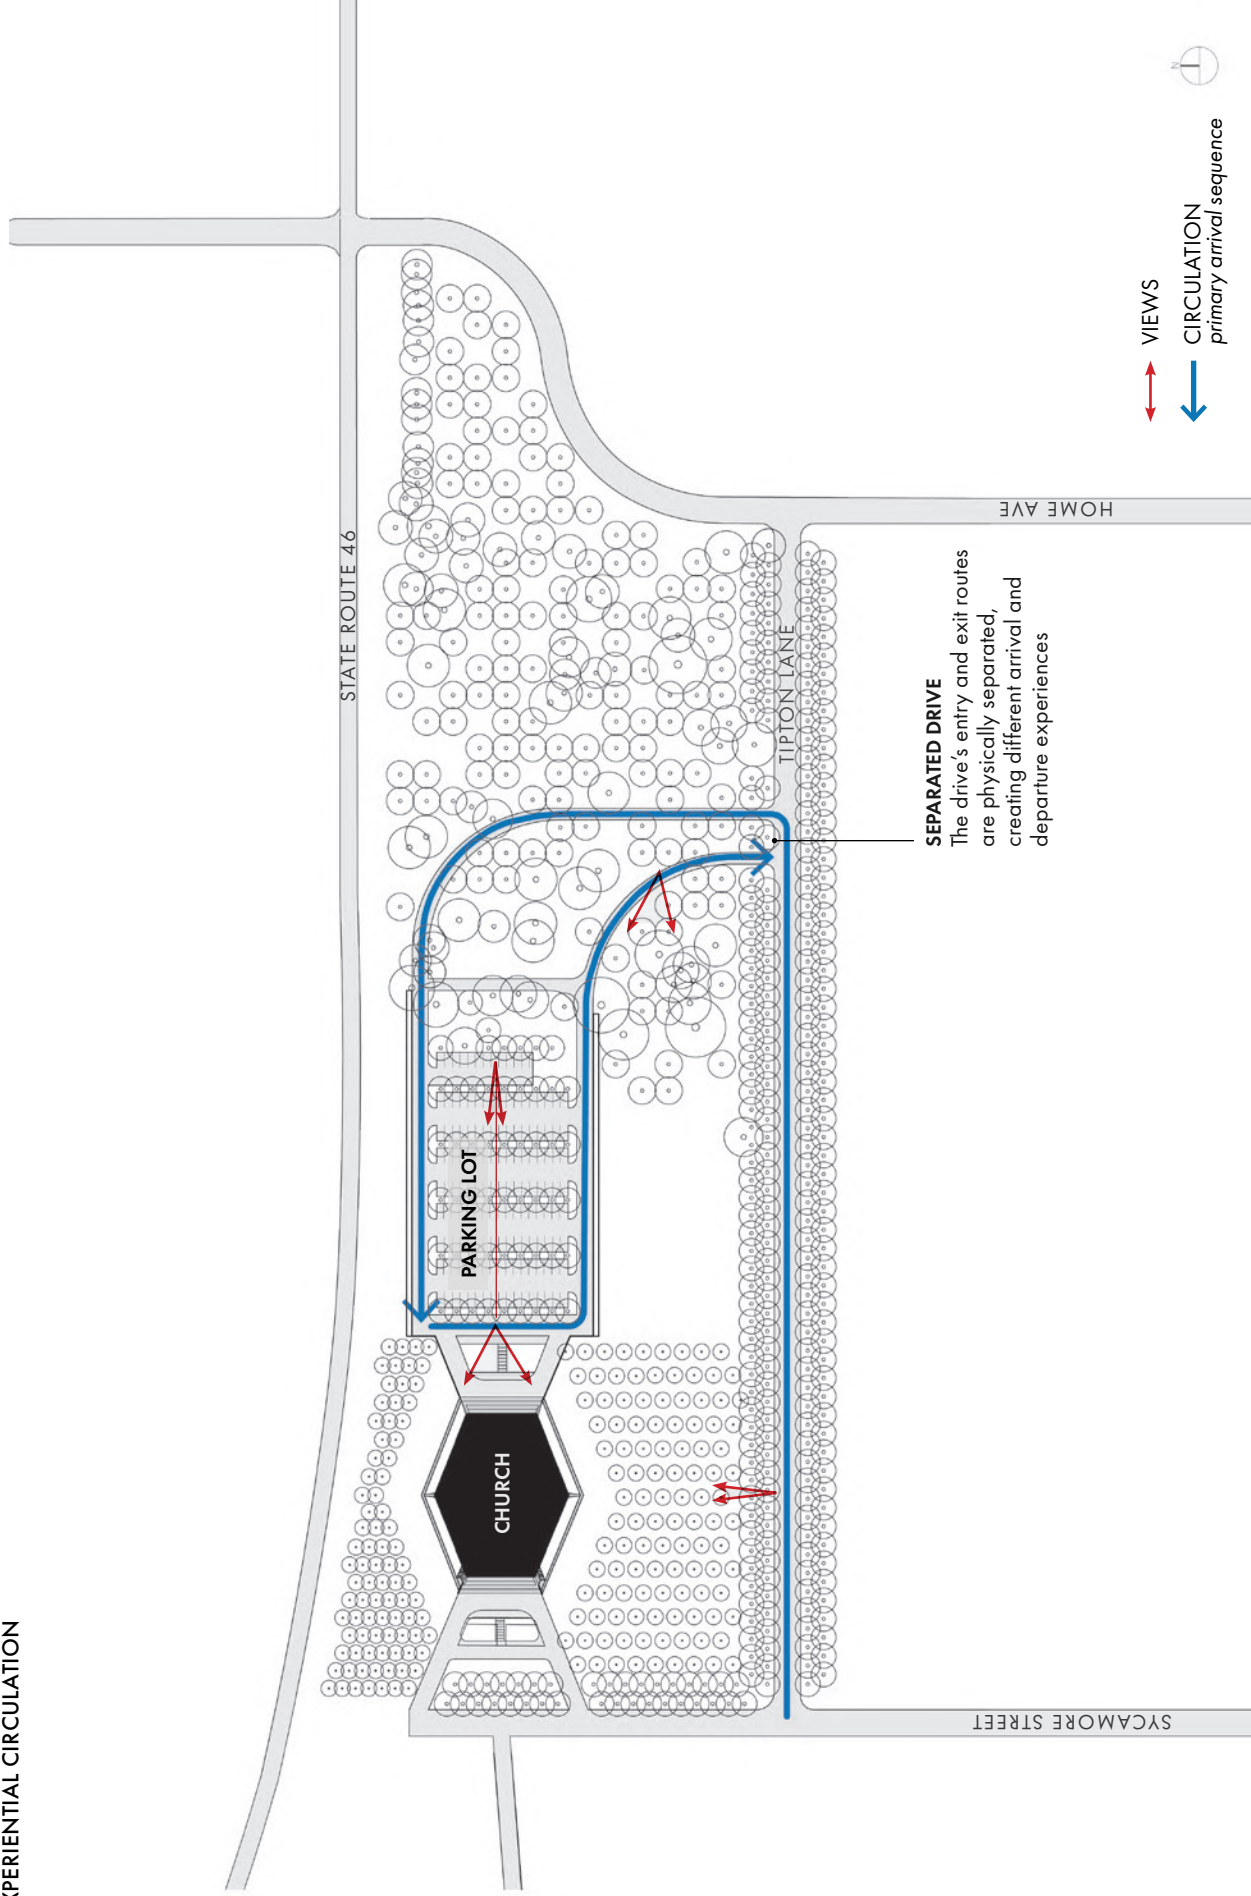 XPERIENTIAL CIRCULATION
STATE ROUTE 46
HOME AVE
TIPTON LANE
SEPARATED DRIVE
The drive's entry and exit routes
are physically separated,
creating different arrival and
departure experiences
PARKING LOT
CHURCH
SYCAMORE STREET
VIEWS
CIRCULATION
primary arrival sequence
N